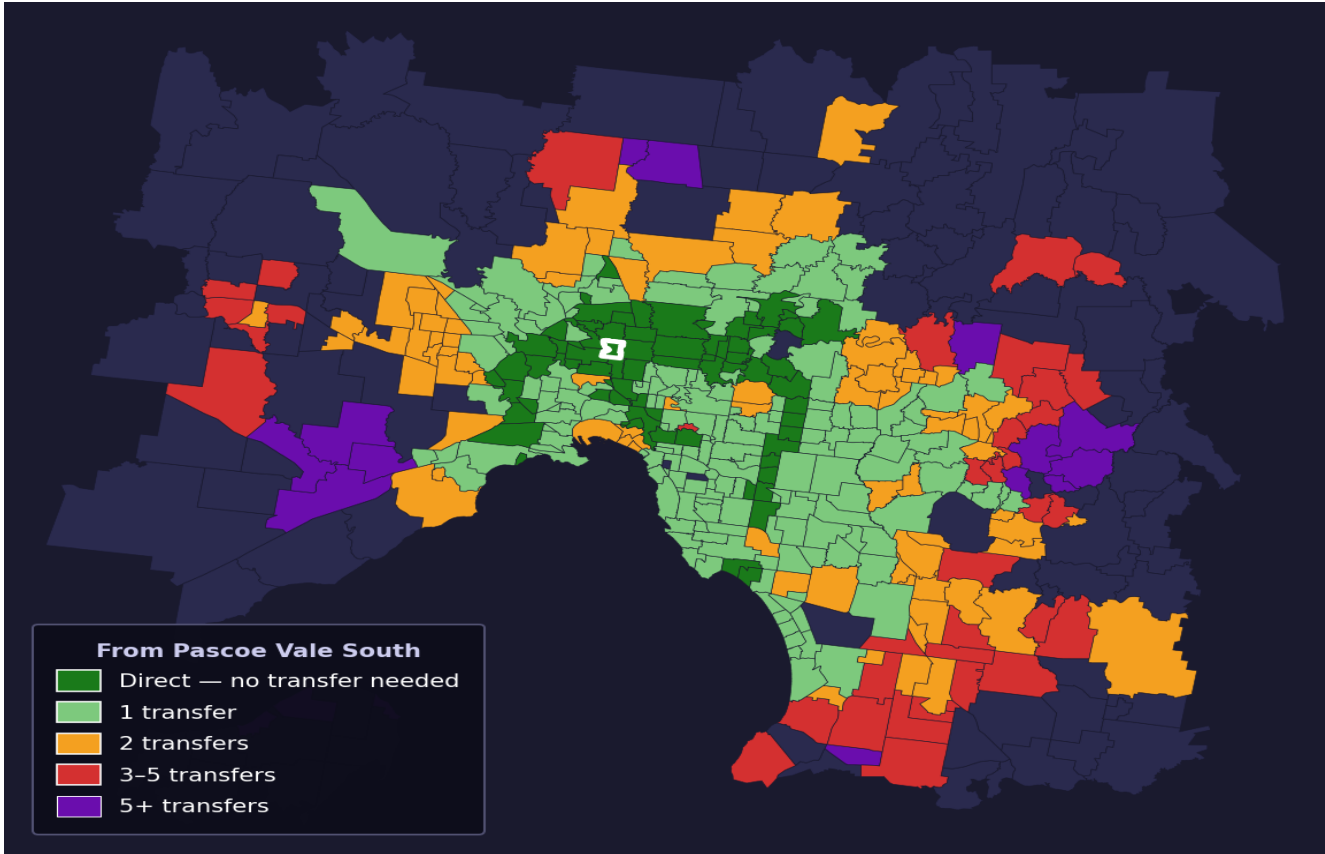 From Pascoe Vale South
Direct — no transfer needed
1 transfer
2 transfers
3–5 transfers
5+ transfers